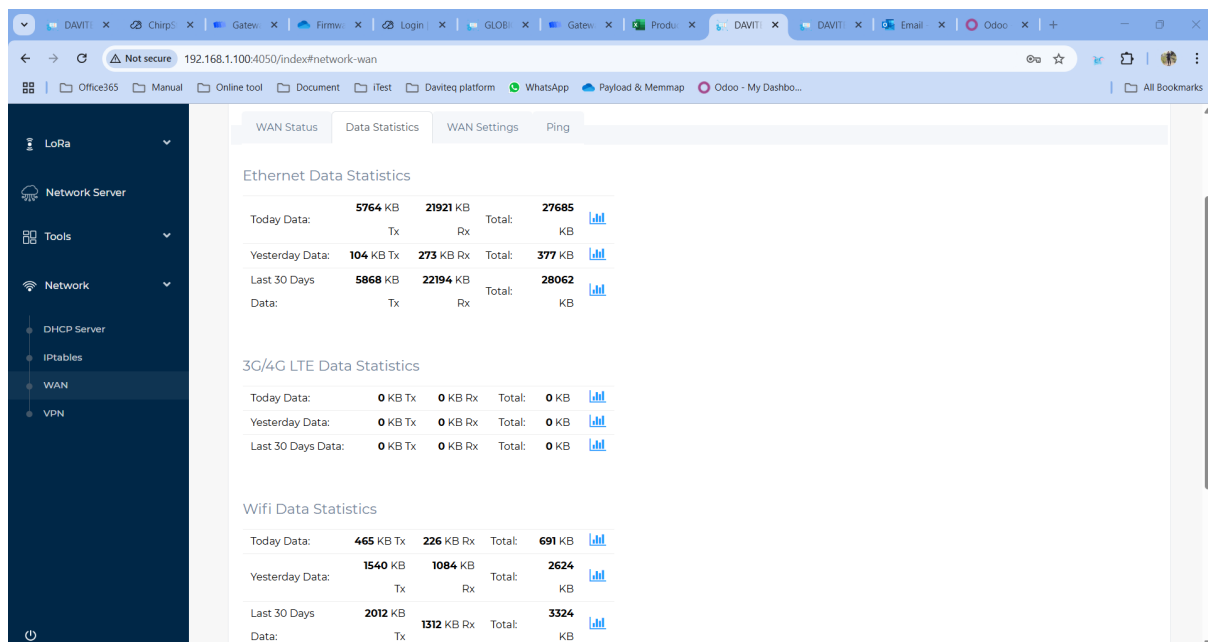 DAVIT
ChirpS
Gatew
Firmw
Login
GLOB
Gatew
Produc
DAVIT
DAVIT
Email
Odoo
Not secure 192.168.1.100:4050/index#network-wan
Office365 Manual Online tool Document iTest Daviteq platform WhatsApp Payload & Memmap Odoo - My Dashbo... All Bookmarks
LoRa
Network Server
Tools
Network
DHCP Server
IPtables
WAN
VPN
WAN Status Data Statistics WAN Settings Ping
Ethernet Data Statistics
Today Data: 5764 KB Tx 21921 KB Rx Total: 27685 KB
Yesterday Data: 104 KB Tx 273 KB Rx Total: 377 KB
Last 30 Days Data: 5868 KB Tx 22194 KB Rx Total: 28062 KB
3G/4G LTE Data Statistics
Today Data: 0 KB Tx 0 KB Rx Total: 0 KB
Yesterday Data: 0 KB Tx 0 KB Rx Total: 0 KB
Last 30 Days Data: 0 KB Tx 0 KB Rx Total: 0 KB
Wifi Data Statistics
Today Data: 465 KB Tx 226 KB Rx Total: 691 KB
Yesterday Data: 1540 KB Tx 1084 KB Rx Total: 2624 KB
Last 30 Days Data: 2012 KB Tx 1312 KB Rx Total: 3324 KB